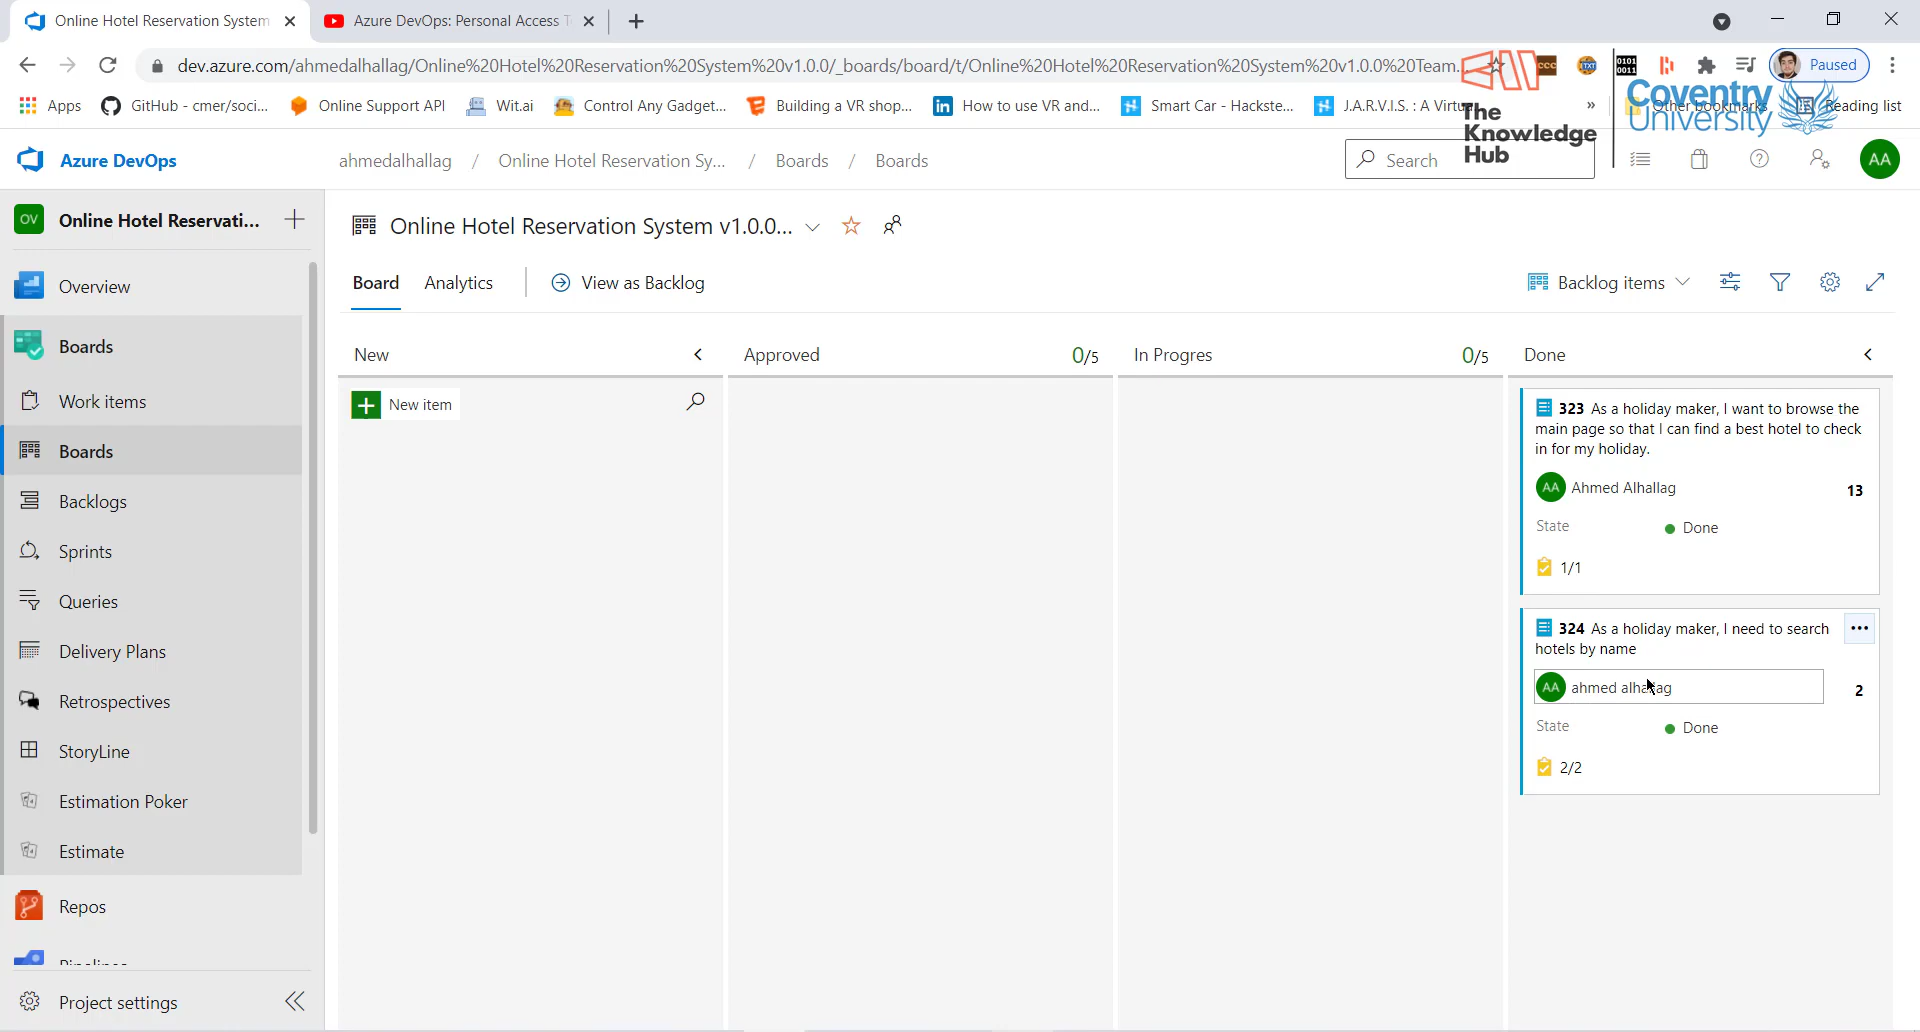 Online Hotel Reservation System
Azure DevOps: Personal Access T
Paused
dev.azure.com/ahmedalhallag/Online%20Hotel%20Reservation%20System%20v1.0.0/_boards/board/t/Online%20Hotel%20Reservation%20System%20v1.0.0%20Team...
Apps
GitHub - cmer/soci...
Online Support API
Wit.ai
Control Any Gadget...
Building a VR shop...
How to use VR and...
Smart Car - Hackste...
J.A.R.V.I.S. : A Virtu
»
Other bookmarks
Reading list
The
Knowledge
Hub
Coventry
University
Azure DevOps
ahmedalhallag / Online Hotel Reservation Sy... / Boards / Boards
Search
AA
OV
Online Hotel Reservati...
Overview
Boards
Work items
Boards
Backlogs
Sprints
Queries
Delivery Plans
Retrospectives
StoryLine
Estimation Poker
Estimate
Repos
Pipelines
Project settings
Online Hotel Reservation System v1.0.0...
Board
Analytics
View as Backlog
Backlog items
New
Approved
0/5
In Progres
0/5
Done
New item
323 As a holiday maker, I want to browse the
main page so that I can find a best hotel to check
in for my holiday.
AA
Ahmed Alhallag
13
State
Done
1/1
324 As a holiday maker, I need to search
hotels by name
AA
ahmed alhallag
2
State
Done
2/2